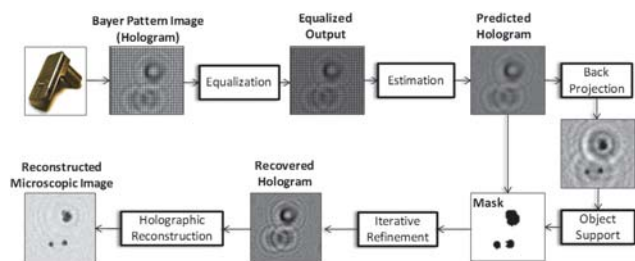 Bayer Pattern Image
(Hologram)
Equalized
Output
Predicted
Hologram
Equalization
Estimation
Back
Projection
Reconstructed
Microscopic Image
Recovered
Hologram
Mask
Holographic
Reconstruction
Iterative
Refinement
Object
Support